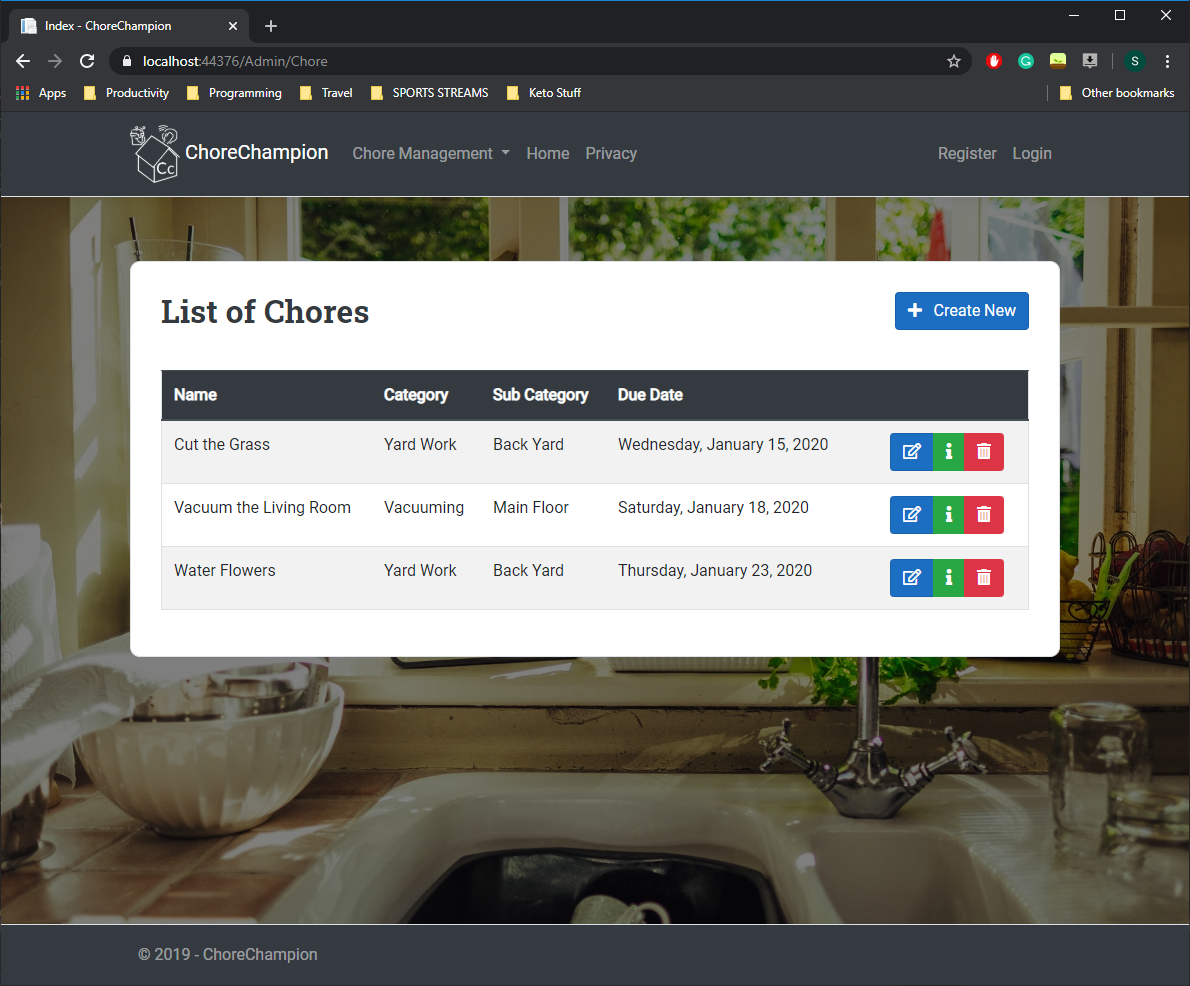 Index - ChoreChampion
localhost:44376/Admin/Chore
S
Apps Productivity Programming Travel SPORTS STREAMS Keto Stuff Other bookmarks
Cc ChoreChampion Chore Management Home Privacy Register Login
List of Chores
Create New
Name Category Sub Category Due Date
Cut the Grass Yard Work Back Yard Wednesday, January 15, 2020
Vacuum the Living Room Vacuuming Main Floor Saturday, January 18, 2020
Water Flowers Yard Work Back Yard Thursday, January 23, 2020
© 2019 - ChoreChampion